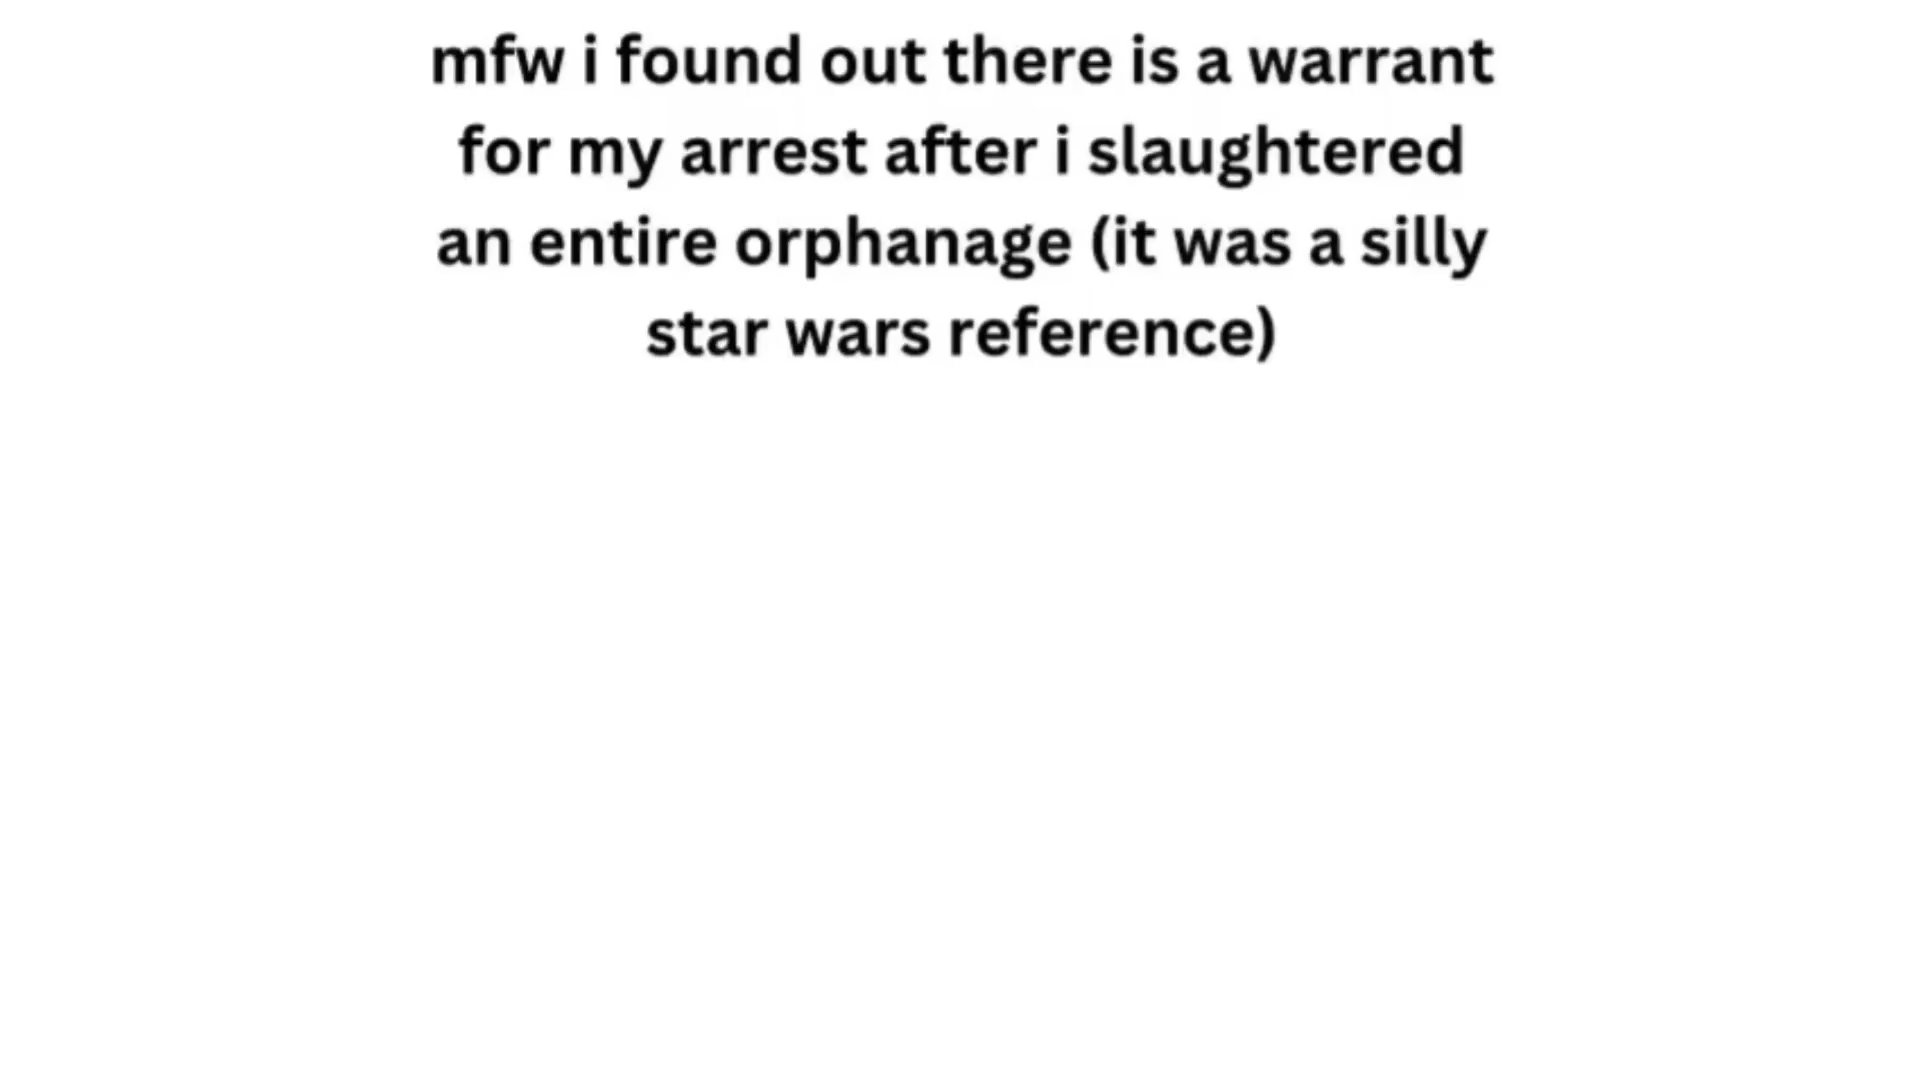 mfw i found out there is a warrant
for my arrest after i slaughtered
an entire orphanage (it was a silly
star wars reference)